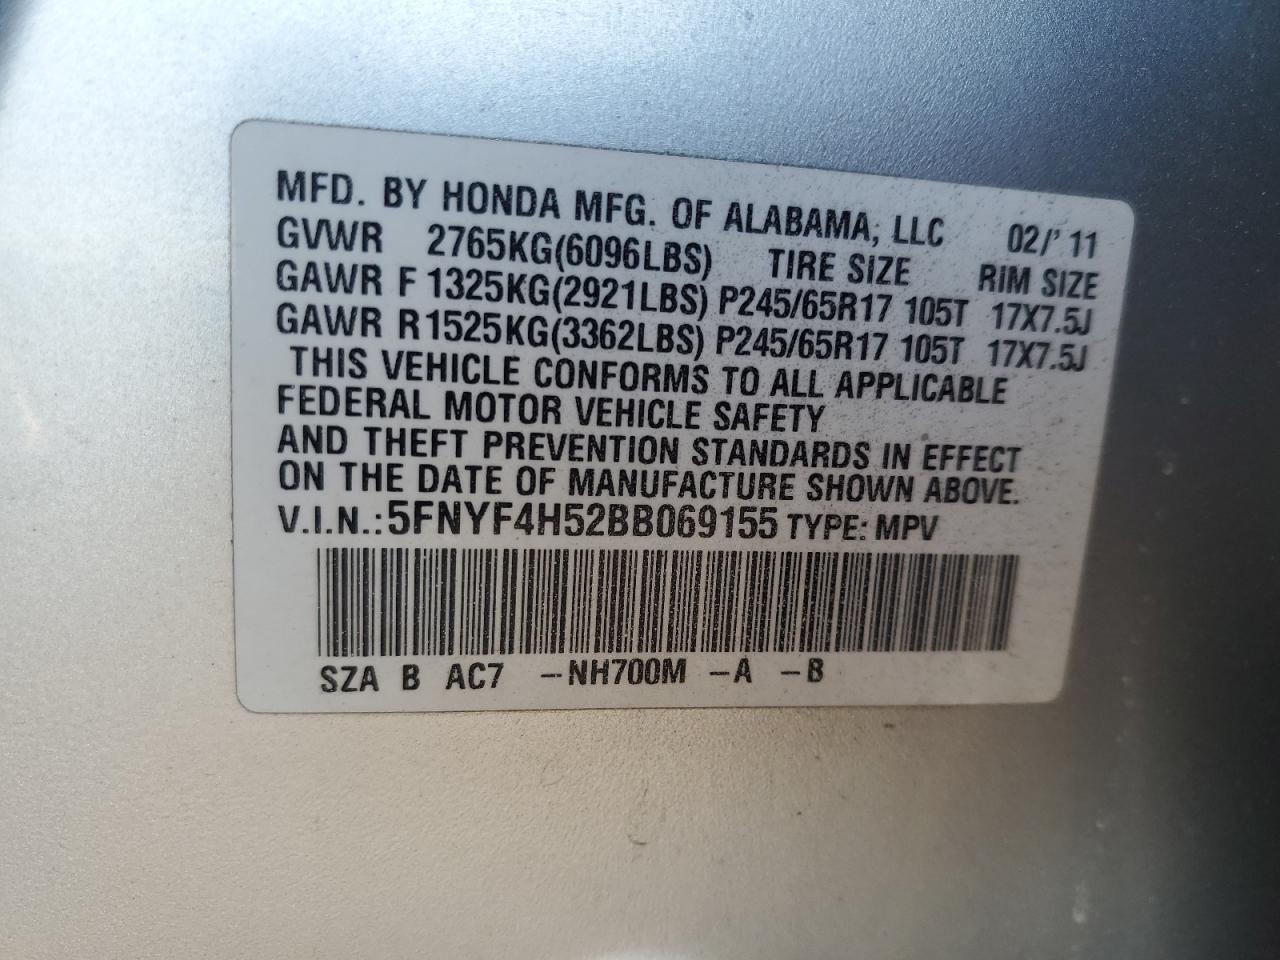 MFD. BY HONDA MFG. OF ALABAMA, LLC 02/' 11
GVWR 2765KG(6096LBS) TIRE SIZE RIM SIZE
GAWR F 1325KG(2921LBS) P245/65R17 105T 17X7.5J
GAWR R1525KG(3362LBS) P245/65R17 105T 17X7.5J
THIS VEHICLE CONFORMS TO ALL APPLICABLE
FEDERAL MOTOR VEHICLE SAFETY
AND THEFT PREVENTION STANDARDS IN EFFECT
ON THE DATE OF MANUFACTURE SHOWN ABOVE.
V.I.N.:5FNYF4H52BB069155 TYPE: MPV
SZA B AC7 -NH700M -A -B